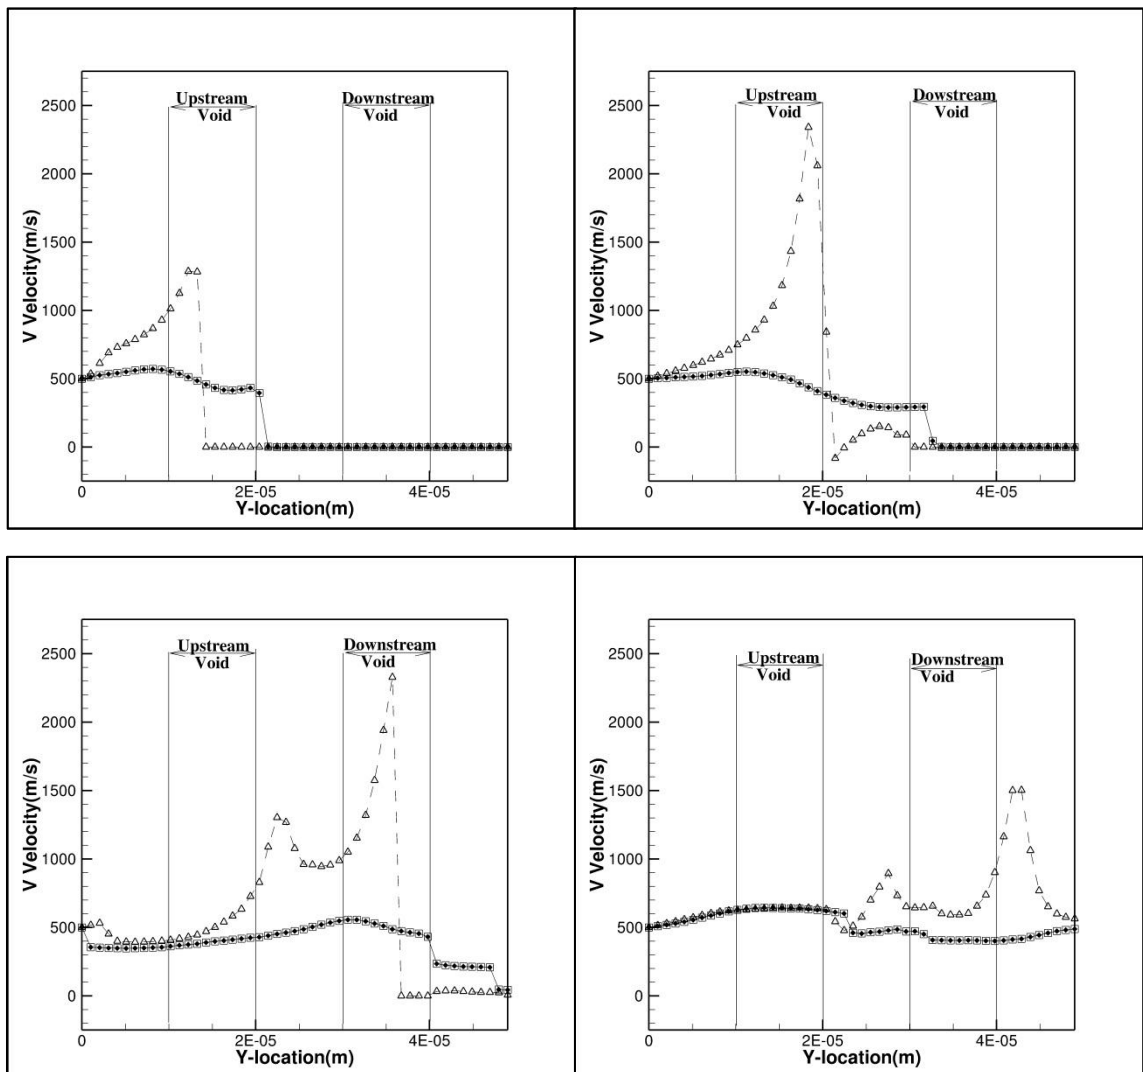 2500
2000
1500
1000
500
0
V Velocity(m/s)
Upstream
Void
Downstream
Void
0
2E-05
4E-05
Y-location(m)
2500
2000
1500
1000
500
0
V Velocity(m/s)
Upstream
Void
Dowstream
Void
0
2E-05
4E-05
Y-location(m)
2500
2000
1500
1000
500
0
V Velocity(m/s)
Upstream
Void
Downstream
Void
0
2E-05
4E-05
Y-location(m)
2500
2000
1500
1000
500
0
V Velocity(m/s)
Upstream
Void
Downstream
Void
0
2E-05
4E-05
Y-location(m)